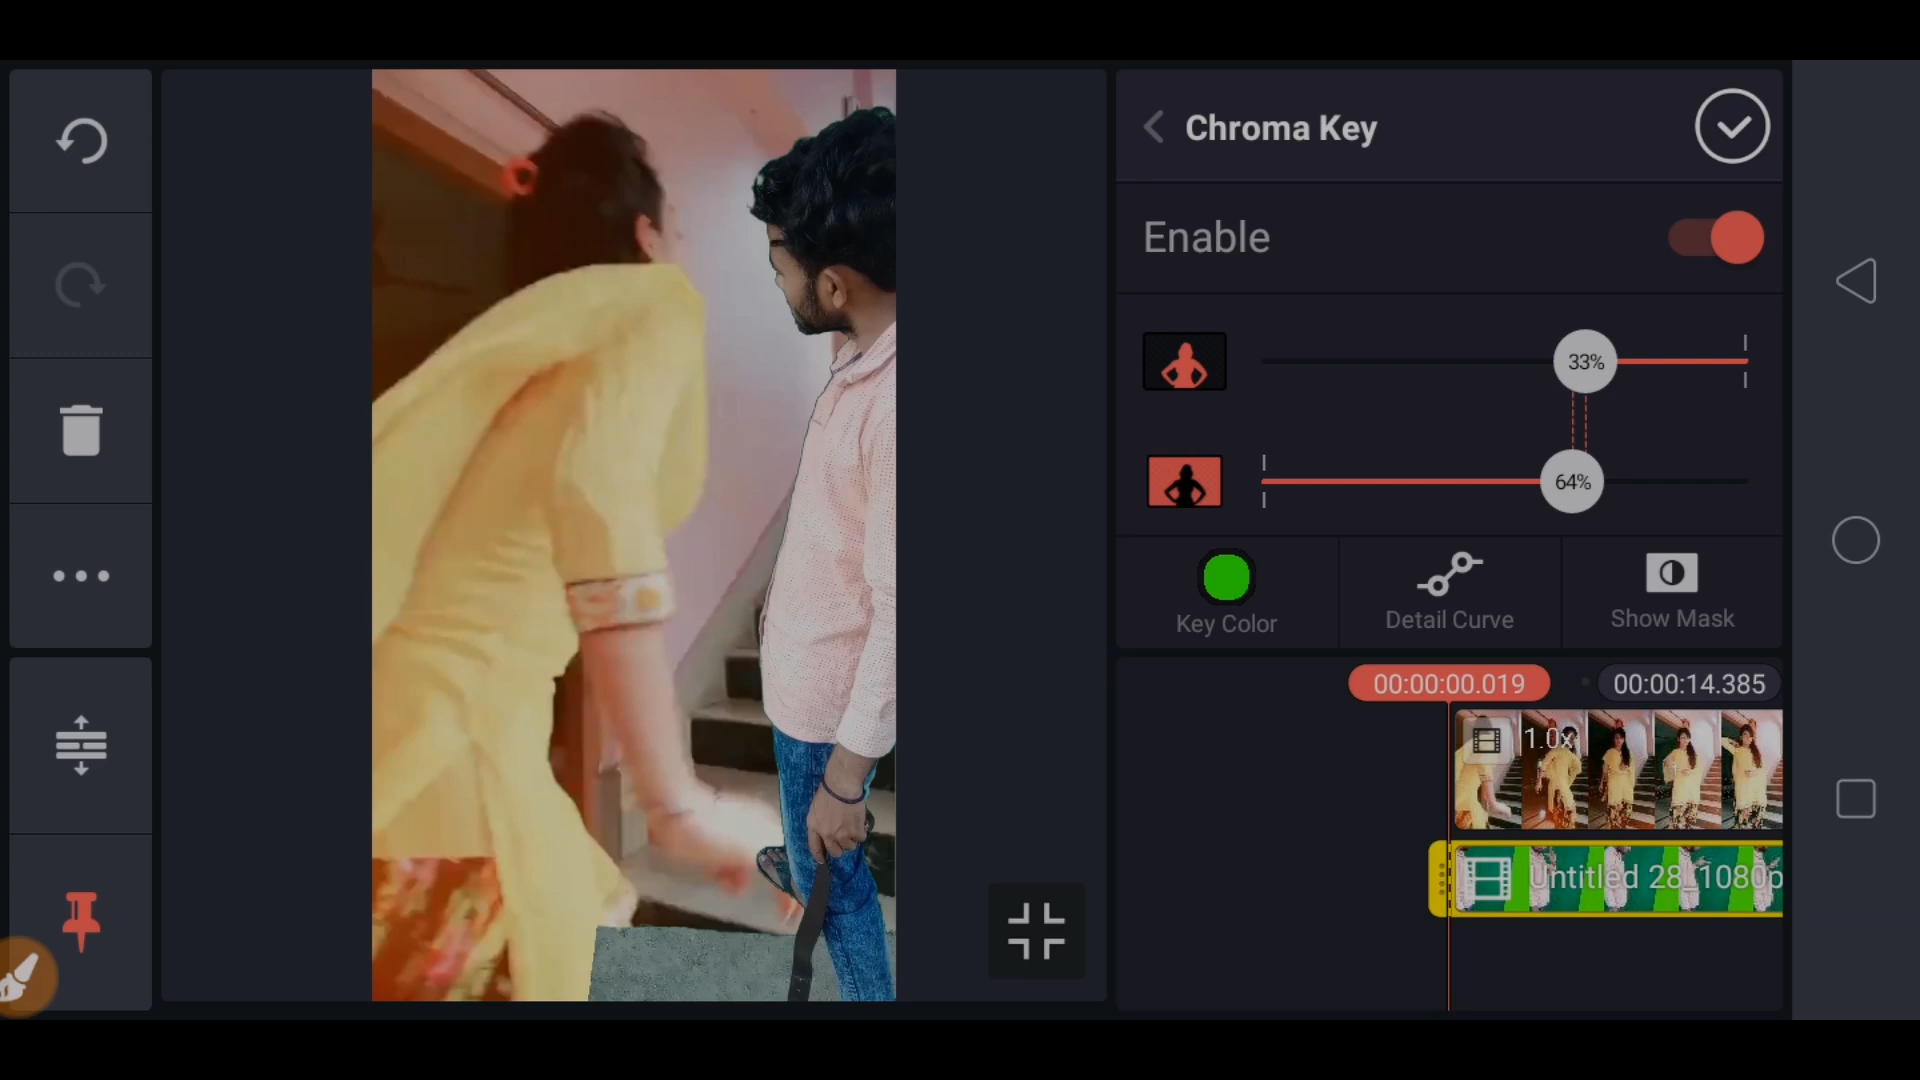 Chroma Key
Enable
33%
64%
Key Color
Detail Curve
Show Mask
00:00:00.019
00:00:14.385
1.0x
Untitled 28_1080p